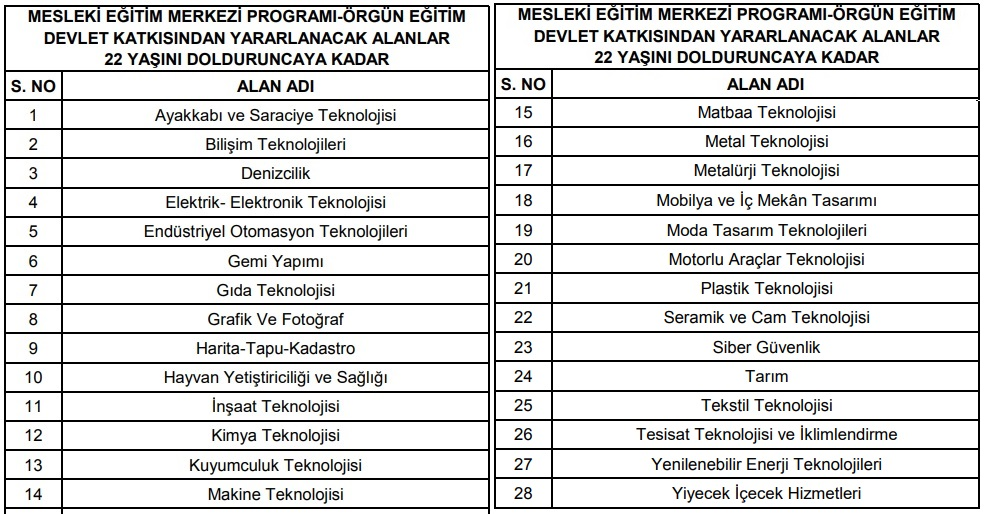 MESLEKİ EĞİTİM MERKEZİ PROGRAMI-ÖRGÜN EĞİTİM
DEVLET KATKISINDAN YARARLANACAK ALANLAR
22 YAŞINI DOLDURUNCAYA KADAR
S. NO ALAN ADI
1 Ayakkabı ve Saraciye Teknolojisi
2 Bilişim Teknolojileri
3 Denizcilik
4 Elektrik- Elektronik Teknolojisi
5 Endüstriyel Otomasyon Teknolojileri
6 Gemi Yapımı
7 Gıda Teknolojisi
8 Grafik Ve Fotoğraf
9 Harita-Tapu-Kadastro
10 Hayvan Yetiştiriciliği ve Sağlığı
11 İnşaat Teknolojisi
12 Kimya Teknolojisi
13 Kuyumculuk Teknolojisi
14 Makine Teknolojisi
MESLEKİ EĞİTİM MERKEZİ PROGRAMI-ÖRGÜN EĞİTİM
DEVLET KATKISINDAN YARARLANACAK ALANLAR
22 YAŞINI DOLDURUNCAYA KADAR
S. NO ALAN ADI
15 Matbaa Teknolojisi
16 Metal Teknolojisi
17 Metalürji Teknolojisi
18 Mobilya ve İç Mekân Tasarımı
19 Moda Tasarım Teknolojileri
20 Motorlu Araçlar Teknolojisi
21 Plastik Teknolojisi
22 Seramik ve Cam Teknolojisi
23 Siber Güvenlik
24 Tarım
25 Tekstil Teknolojisi
26 Tesisat Teknolojisi ve İklimlendirme
27 Yenilenebilir Enerji Teknolojileri
28 Yiyecek İçecek Hizmetleri